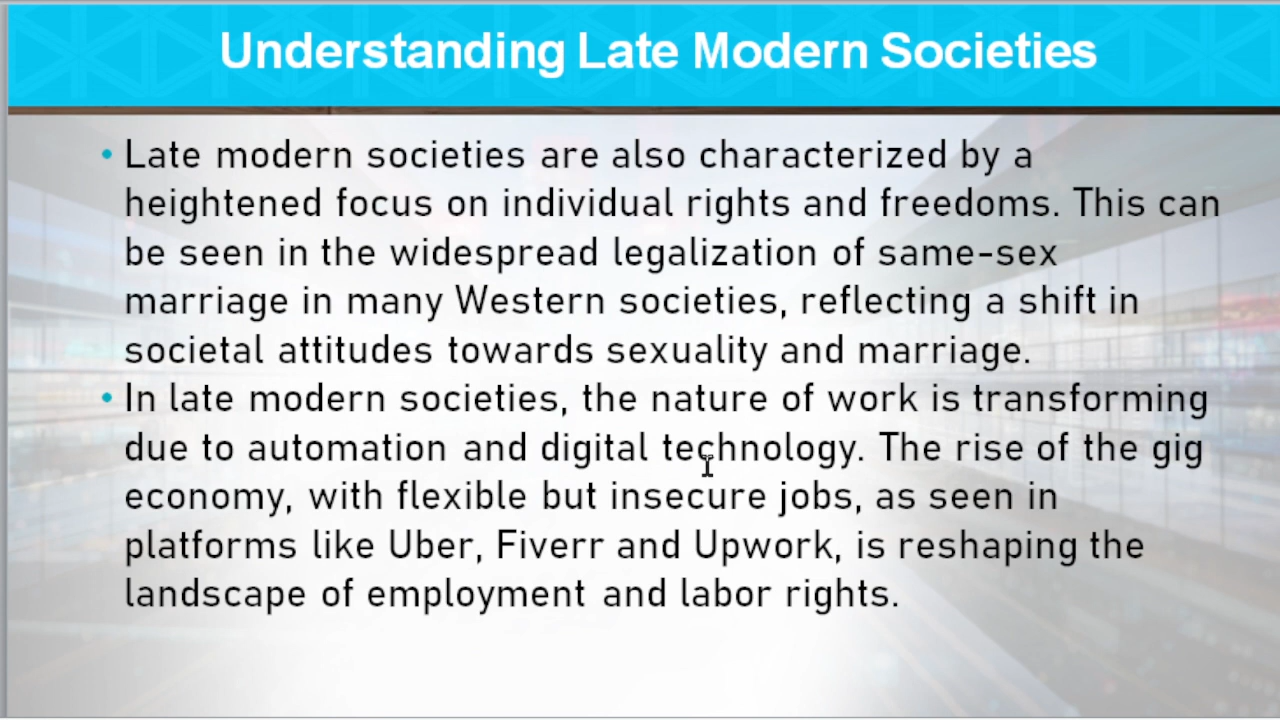 Understanding Late Modern Societies
• Late modern societies are also characterized by a
heightened focus on individual rights and freedoms. This can
be seen in the widespread legalization of same-sex
marriage in many Western societies, reflecting a shift in
societal attitudes towards sexuality and marriage.
• In late modern societies, the nature of work is transforming
due to automation and digital technology. The rise of the gig
economy, with flexible but insecure jobs, as seen in
platforms like Uber, Fiverr and Upwork, is reshaping the
landscape of employment and labor rights.